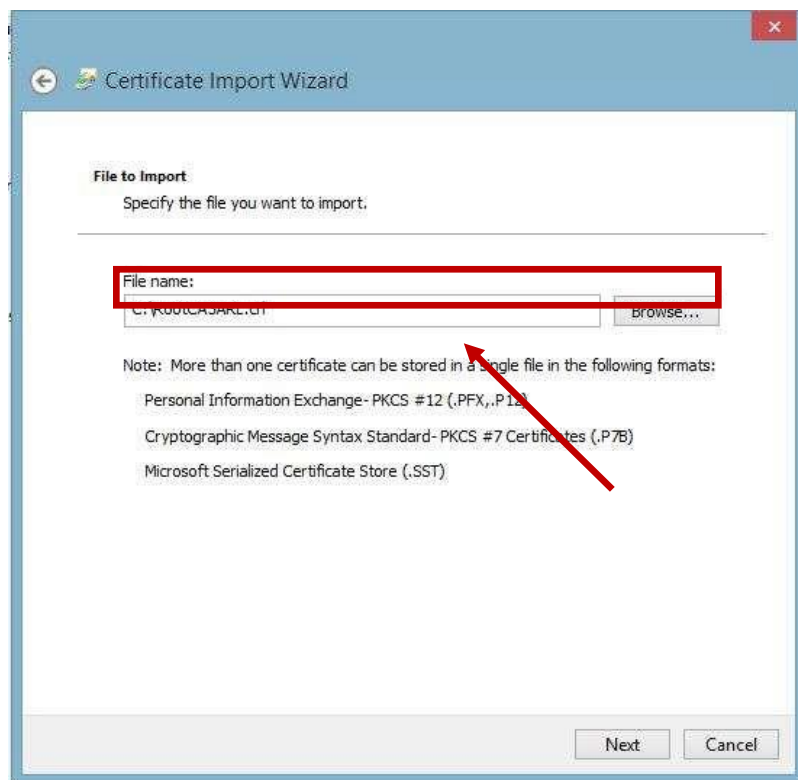 Certificate Import Wizard
File to Import
Specify the file you want to import.
File name:
Browse...
Note: More than one certificate can be stored in a single file in the following formats:
Personal Information Exchange- PKCS #12 (.PFX,.P12)
Cryptographic Message Syntax Standard- PKCS #7 Certificates (.P7B)
Microsoft Serialized Certificate Store (.SST)
Next
Cancel